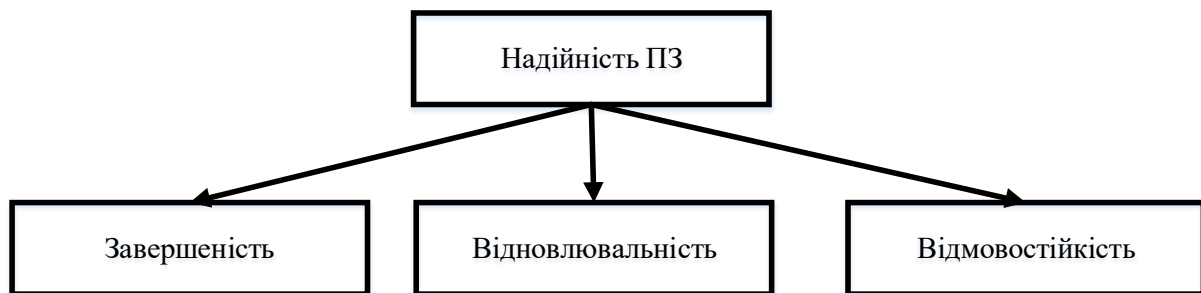 Надійність ПЗ
Завершеність
Відновлювальність
Відмовостійкість